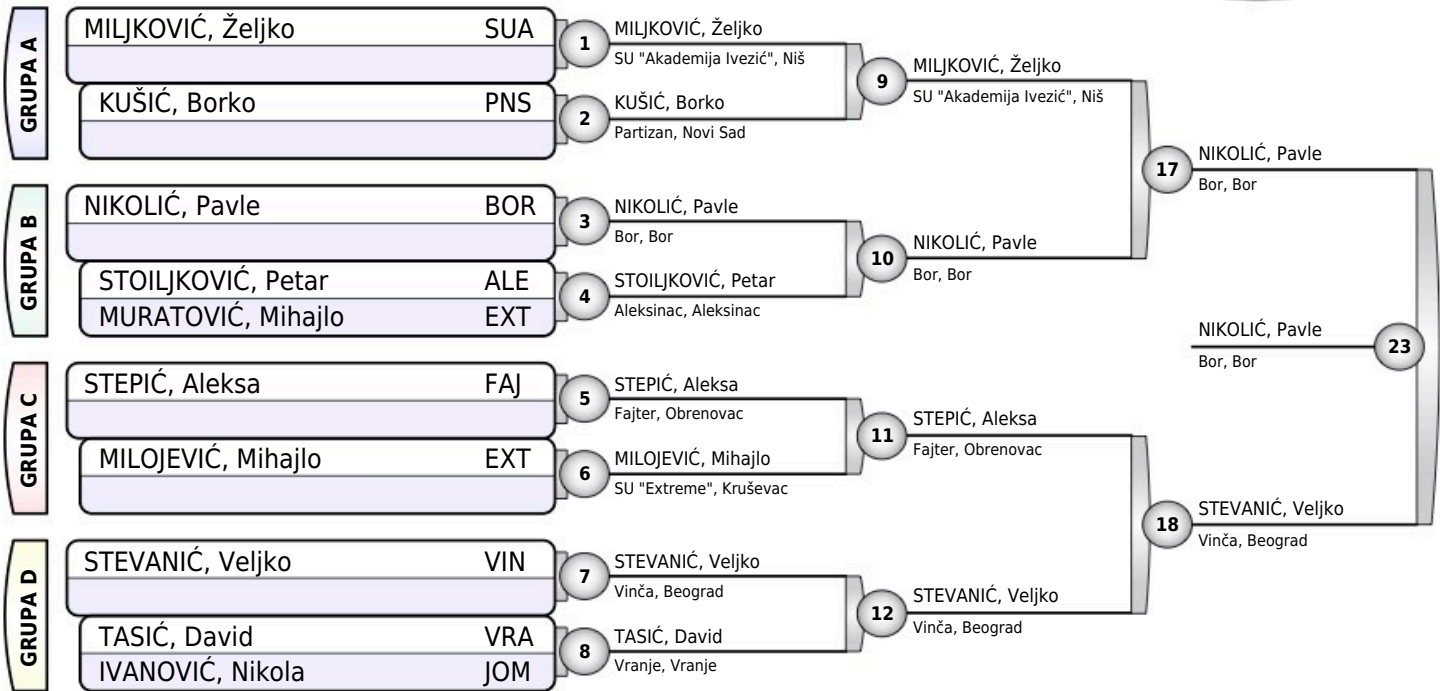 GRUPA A
MILJKOVIĆ, Željko SUA
KUŠIĆ, Borko PNS
GRUPA B
NIKOLIĆ, Pavle BOR
STOILJKOVIĆ, Petar ALE
MURATOVIĆ, Mihajlo EXT
GRUPA C
STEPIĆ, Aleksa FAJ
MILOJEVIĆ, Mihajlo EXT
GRUPA D
STEVANIĆ, Veljko VIN
TASIĆ, David VRA
IVANOVIĆ, Nikola JOM
1
MILJKOVIĆ, Željko
SU "Akademija Ivezić", Niš
2
KUŠIĆ, Borko
Partizan, Novi Sad
3
NIKOLIĆ, Pavle
Bor, Bor
4
STOILJKOVIĆ, Petar
Aleksinac, Aleksinac
5
STEPIĆ, Aleksa
Fajter, Obrenovac
6
MILOJEVIĆ, Mihajlo
SU "Extreme", Kruševac
7
STEVANIĆ, Veljko
Vinča, Beograd
8
TASIĆ, David
Vranje, Vranje
9
MILJKOVIĆ, Željko
SU "Akademija Ivezić", Niš
10
NIKOLIĆ, Pavle
Bor, Bor
11
STEPIĆ, Aleksa
Fajter, Obrenovac
12
STEVANIĆ, Veljko
Vinča, Beograd
17
NIKOLIĆ, Pavle
Bor, Bor
18
STEVANIĆ, Veljko
Vinča, Beograd
NIKOLIĆ, Pavle
Bor, Bor
23